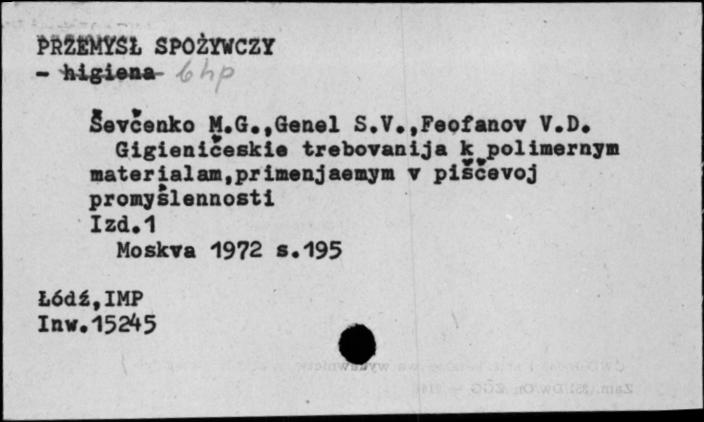 PRZEMYSŁ SPOŻYWCZY
- higiena- bhp
Ševčenko M.G.,Genel S.V.,Feofanov V.D.
Gigieničeskie trebovanija k polimernym
materialam,primenjaemym v piščevoj
promyšlennosti
Izd.1
Moskva 1972 s.195
Łódź,IMP
Inw.15245